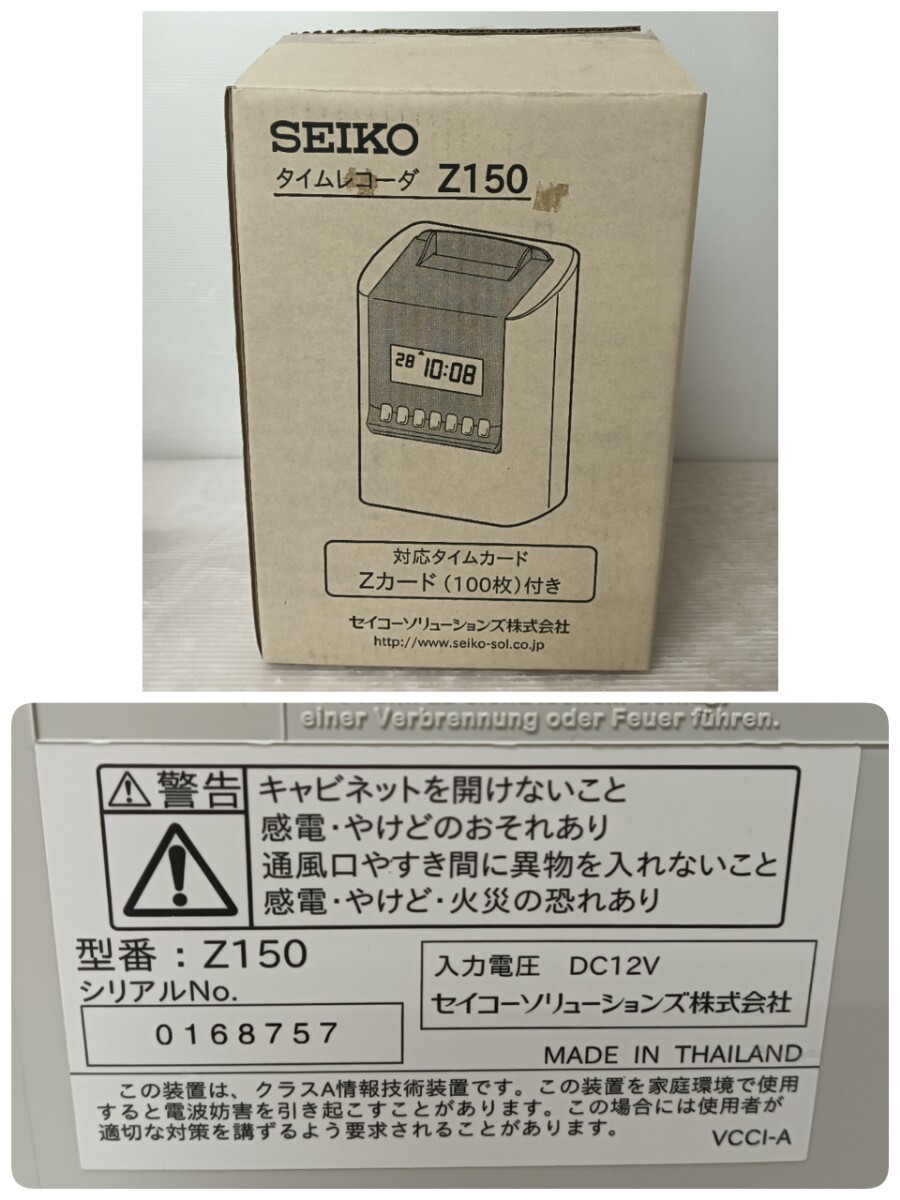 SEIKO
タイムレコーダ Z150
28 10:08
対応タイムカード
Zカード(100枚)付き
セイコーソリューションズ株式会社
http://www.seiko-sol.co.jp
einer Verbrennung oder Feuer führen.
警告
キャビネットを開けないこと
感電・やけどのおそれあり
通風口やすき間に異物を入れないこと
感電・やけど・火災の恐れあり
型番：Z150
シリアルNo.
0168757
入力電圧 DC12V
セイコーソリューションズ株式会社
MADE IN THAILAND
この装置は、クラスA情報技術装置です。この装置を家庭環境で使用
すると電波妨害を引き起こすことがあります。この場合には使用者が
適切な対策を講ずるよう要求されることがあります。
VCCI-A